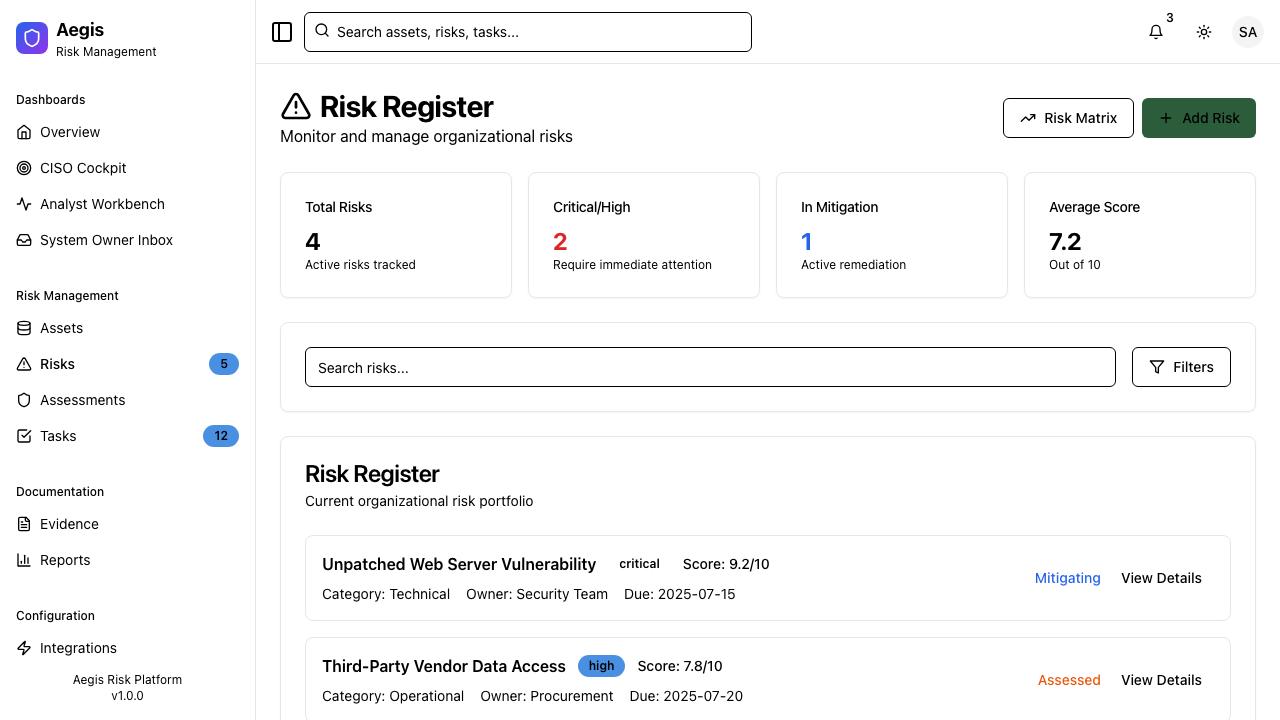 Aegis
Risk Management
Dashboards
Overview
CISO Cockpit
Analyst Workbench
System Owner Inbox
Risk Management
Assets
Risks 5
Assessments
Tasks 12
Documentation
Evidence
Reports
Configuration
Integrations
Aegis Risk Platform
v1.0.0
Search assets, risks, tasks...
3
SA
Risk Register
Monitor and manage organizational risks
Risk Matrix
Add Risk
Total Risks
4
Active risks tracked
Critical/High
2
Require immediate attention
In Mitigation
1
Active remediation
Average Score
7.2
Out of 10
Search risks...
Filters
Risk Register
Current organizational risk portfolio
Unpatched Web Server Vulnerability critical Score: 9.2/10
Category: Technical Owner: Security Team Due: 2025-07-15
Mitigating View Details
Third-Party Vendor Data Access high Score: 7.8/10
Category: Operational Owner: Procurement Due: 2025-07-20
Assessed View Details